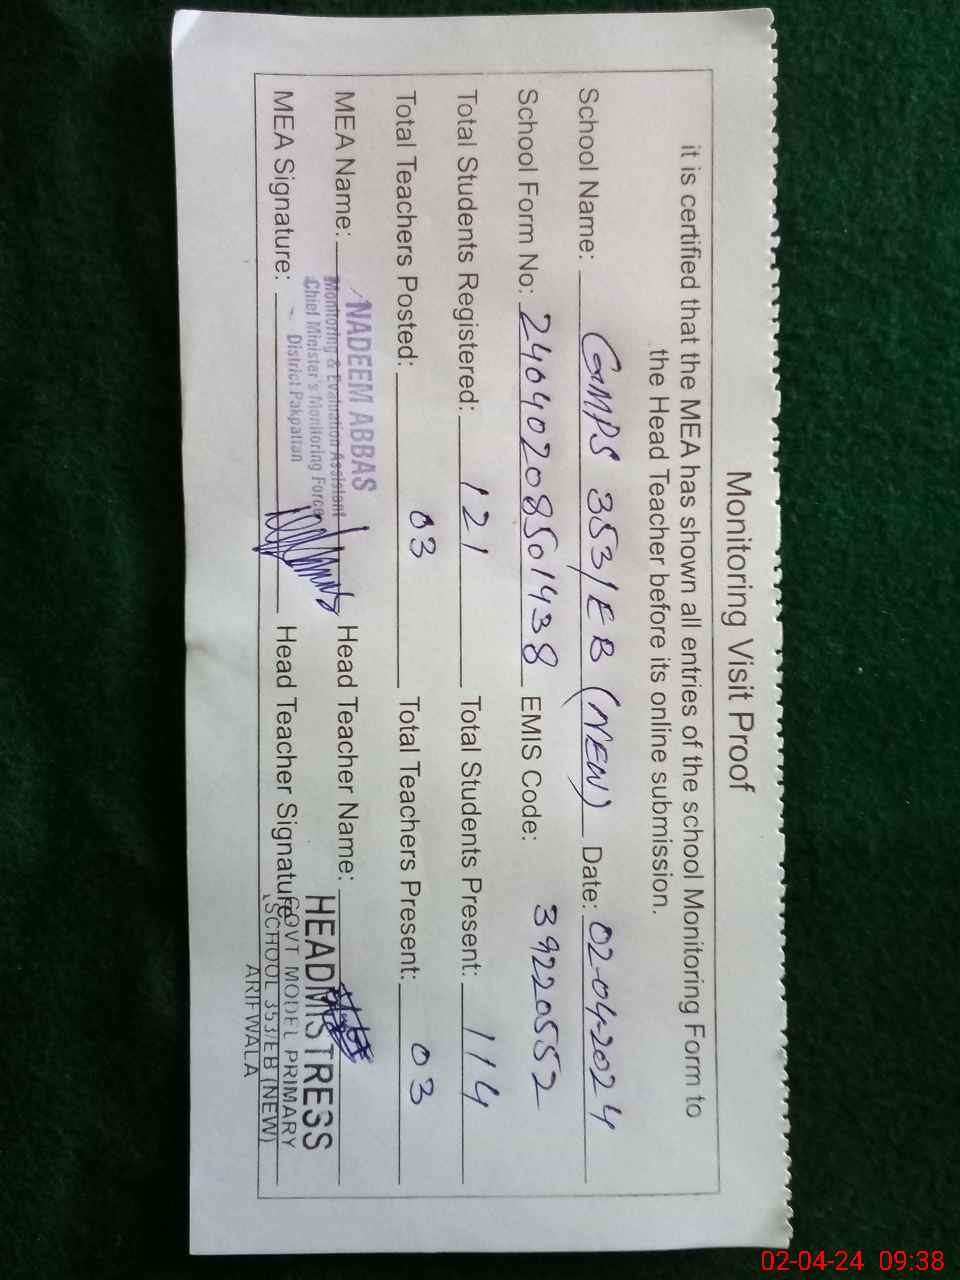 Monitoring Visit Proof
it is certified that the MEA has shown all entries of the school Monitoring Form to
the Head Teacher before its online submission.
School Name: GMPS 353/EB (NEW) Date: 02-04-2024
School Form No: 24040208501438 EMIS Code: 39220552
Total Students Registered: 121 Total Students Present: 114
Total Teachers Posted: 03 Total Teachers Present: 03
MEA Name: NADEEM ABBAS Head Teacher Name:
Monitoring & Evaluation Assistant
Chief Minister's Monitoring Force
District Pakpattan
MEA Signature: Head Teacher Signature:
HEADMISTRESS
GOVT MODEL PRIMARY
SCHOOL 353/EB (NEW)
ARIFWALA
02-04-24 09:38